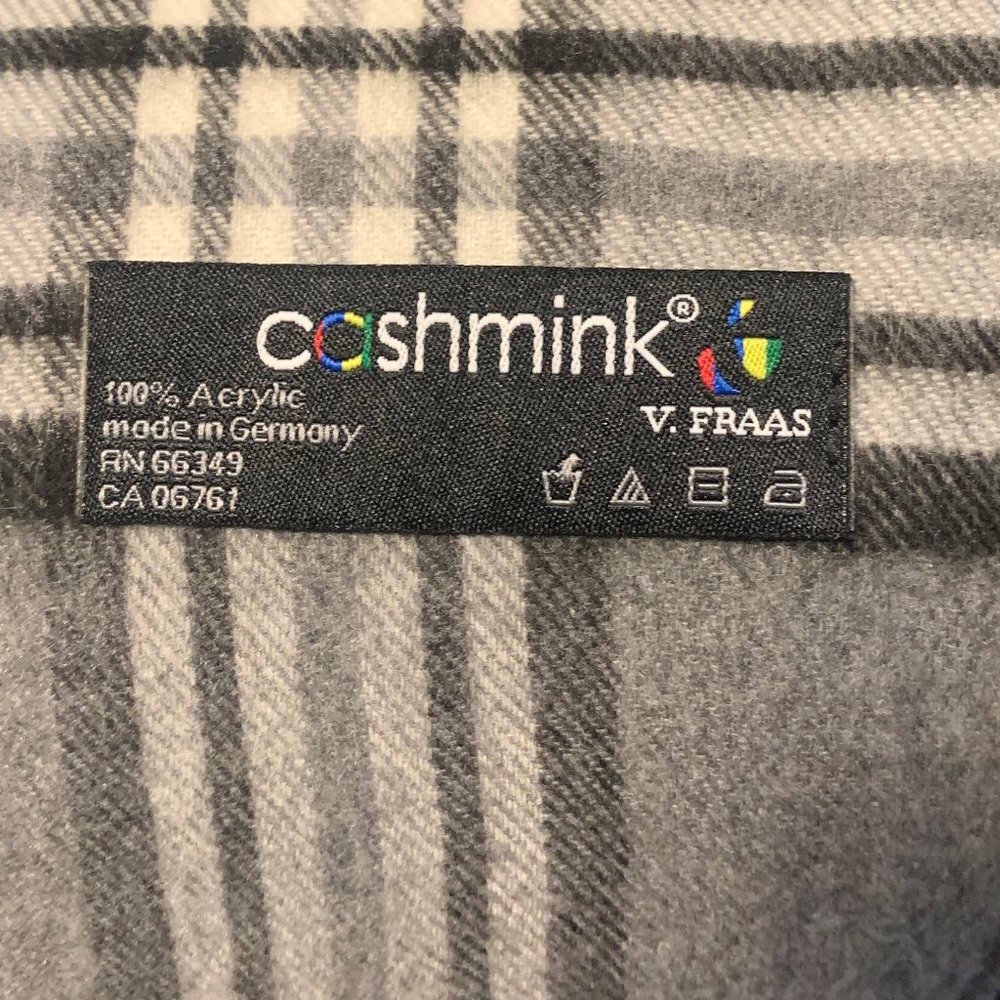 cashmink®
100% Acrylic
made in Germany
RN 66349
CA 06761
V. FRAAS